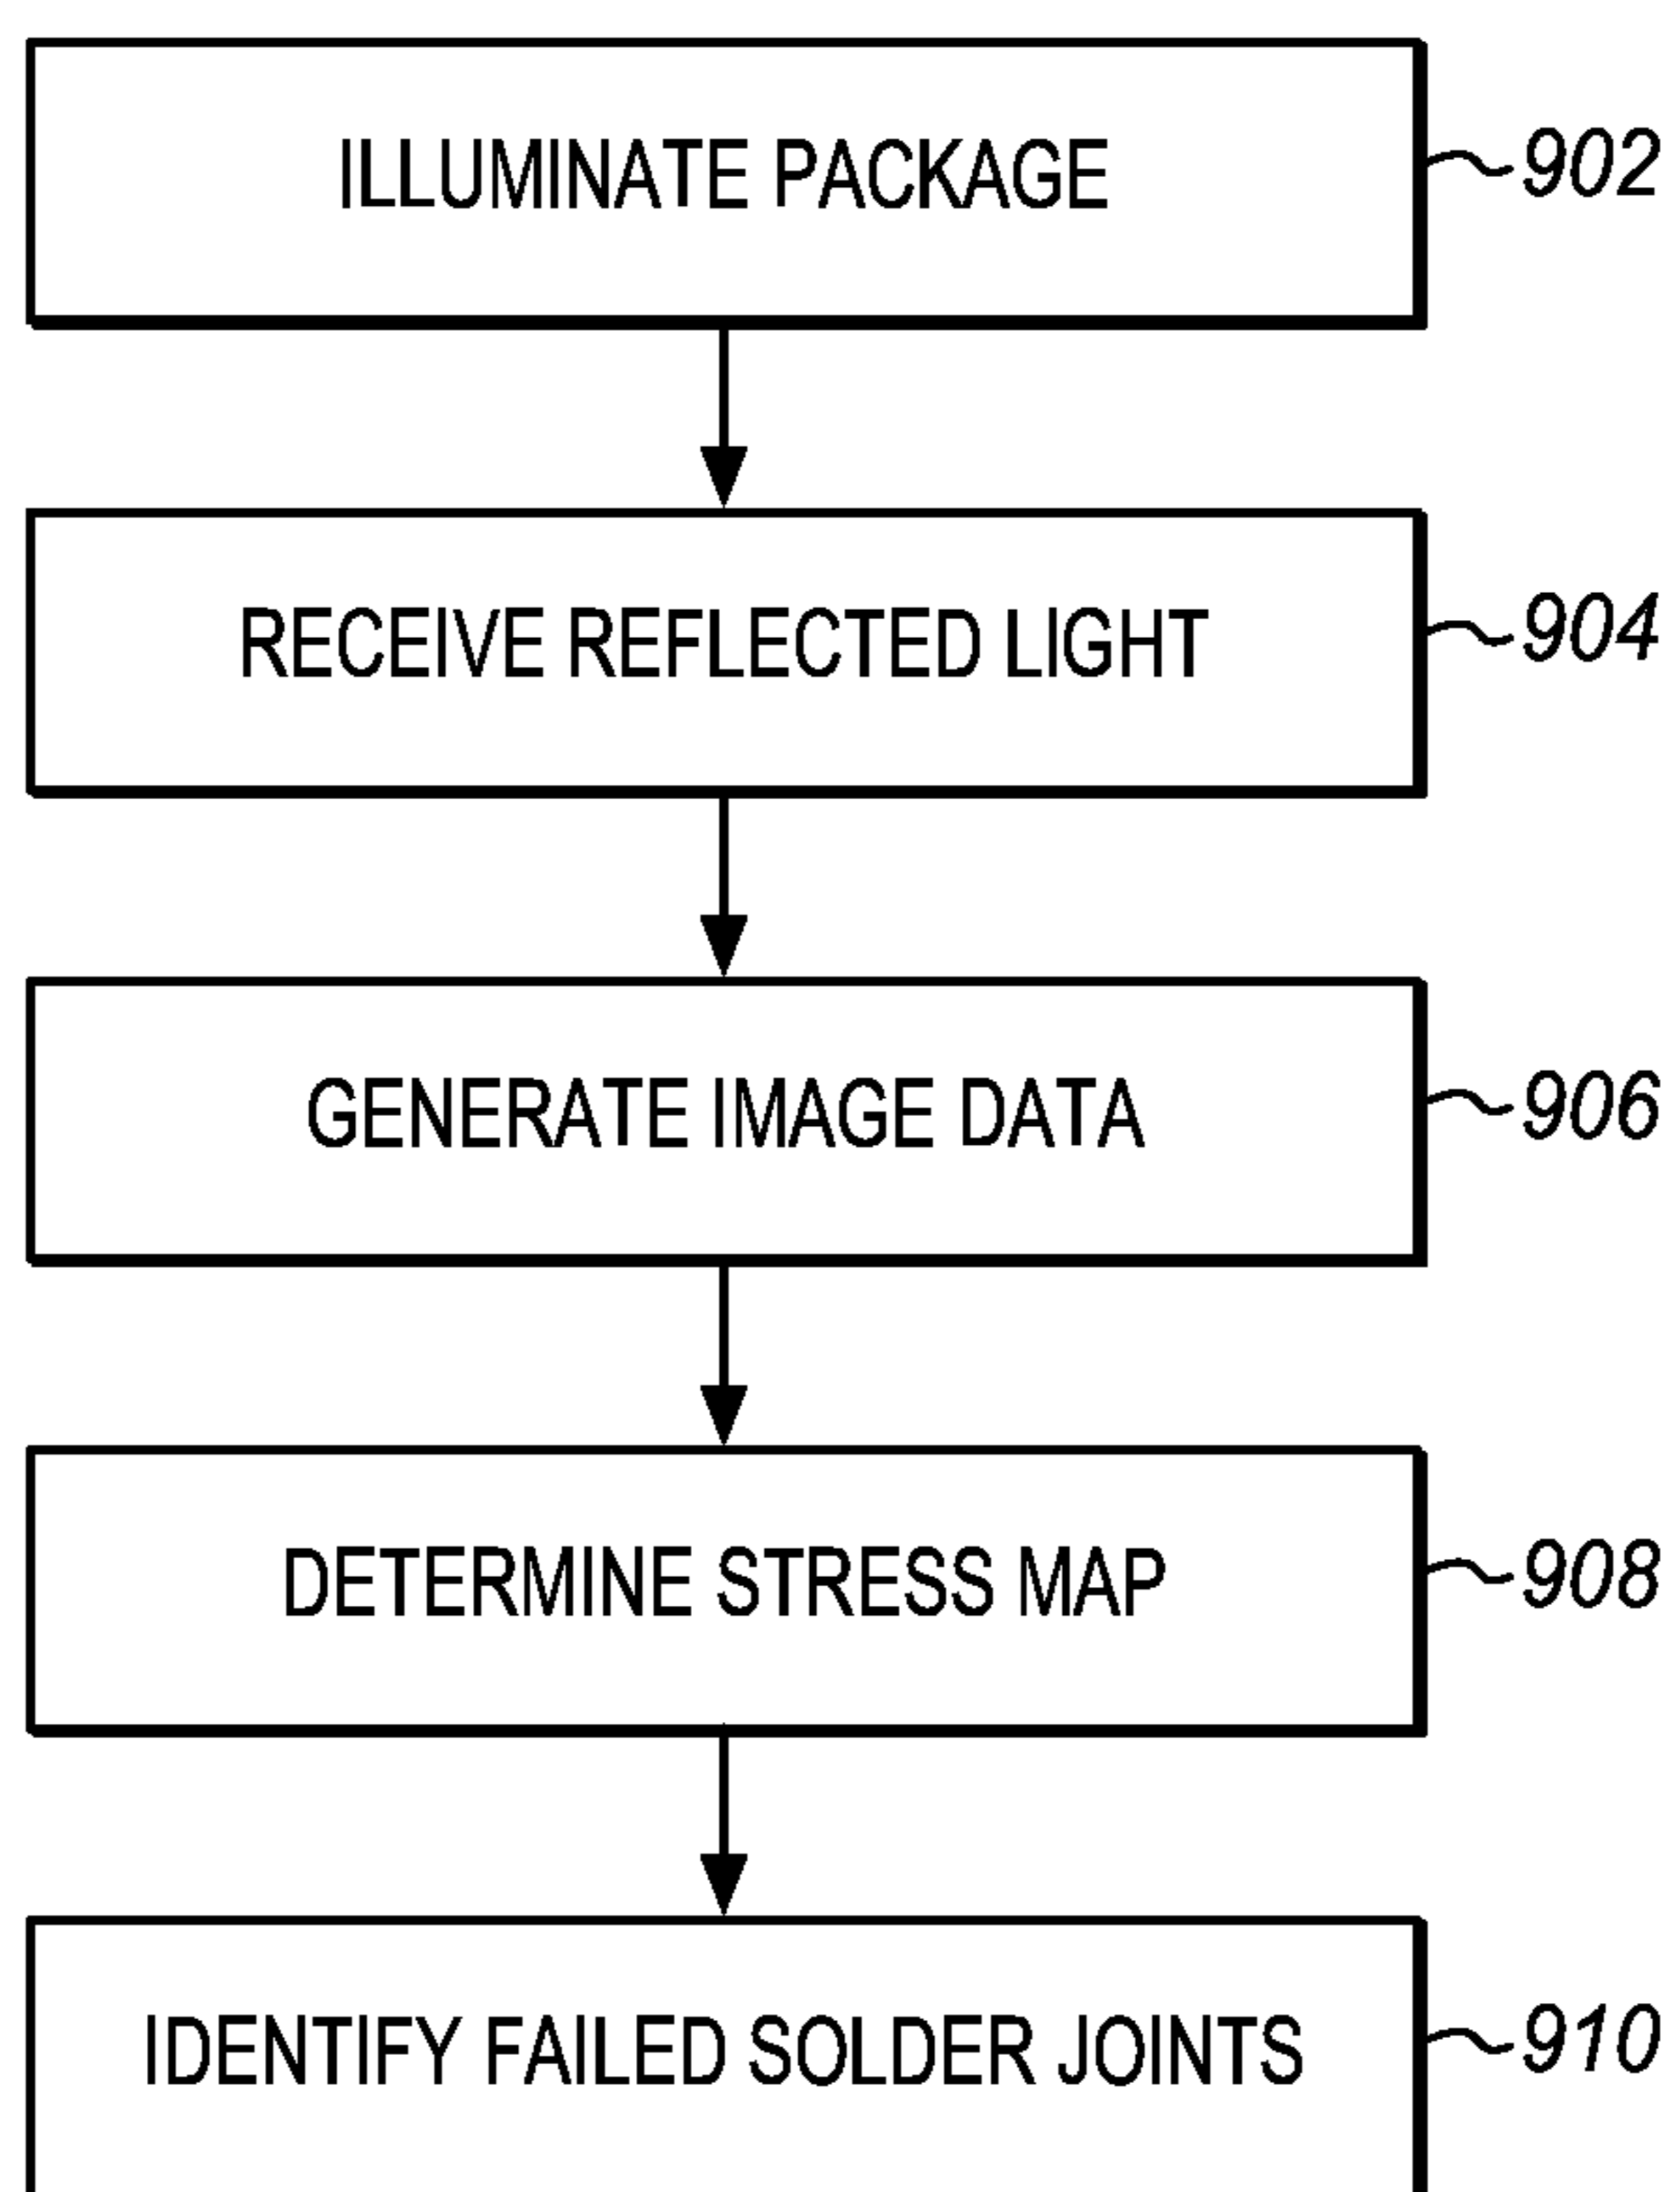 ILLUMINATE PACKAGE 902
RECEIVE REFLECTED LIGHT 904
GENERATE IMAGE DATA 906
DETERMINE STRESS MAP 908
IDENTIFY FAILED SOLDER JOINTS 910